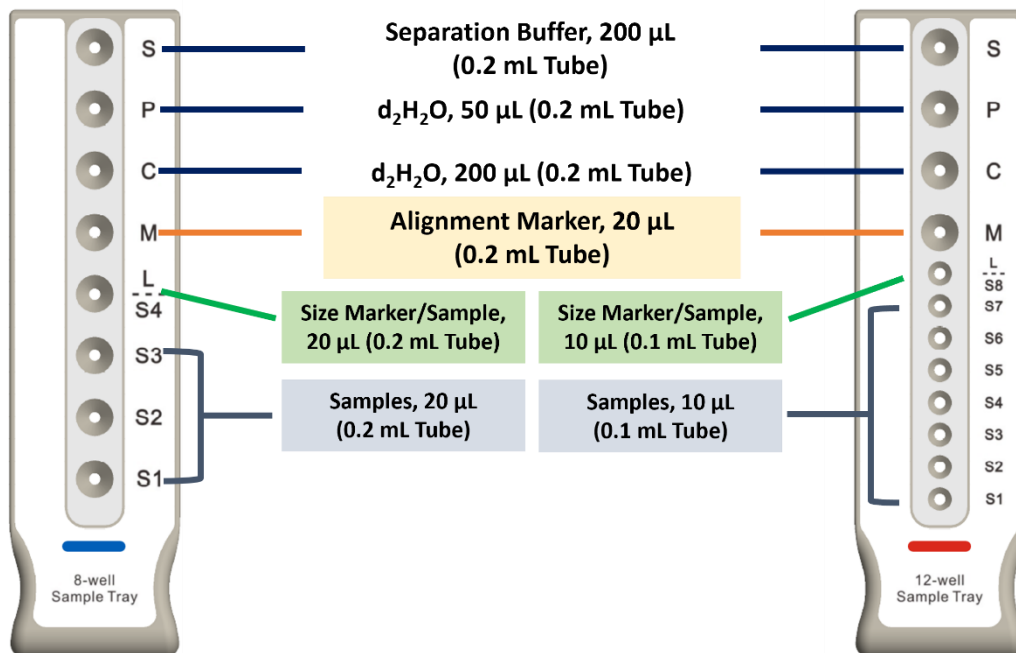 S
P
C
M
L
S4
S3
S2
S1
8-well
Sample Tray
Separation Buffer, 200 µL
(0.2 mL Tube)
d₂H₂O, 50 µL (0.2 mL Tube)
d₂H₂O, 200 µL (0.2 mL Tube)
Alignment Marker, 20 µL
(0.2 mL Tube)
Size Marker/Sample,
20 µL (0.2 mL Tube)
Size Marker/Sample,
10 µL (0.1 mL Tube)
Samples, 20 µL
(0.2 mL Tube)
Samples, 10 µL
(0.1 mL Tube)
S
P
C
M
L
S8
S7
S6
S5
S4
S3
S2
S1
12-well
Sample Tray